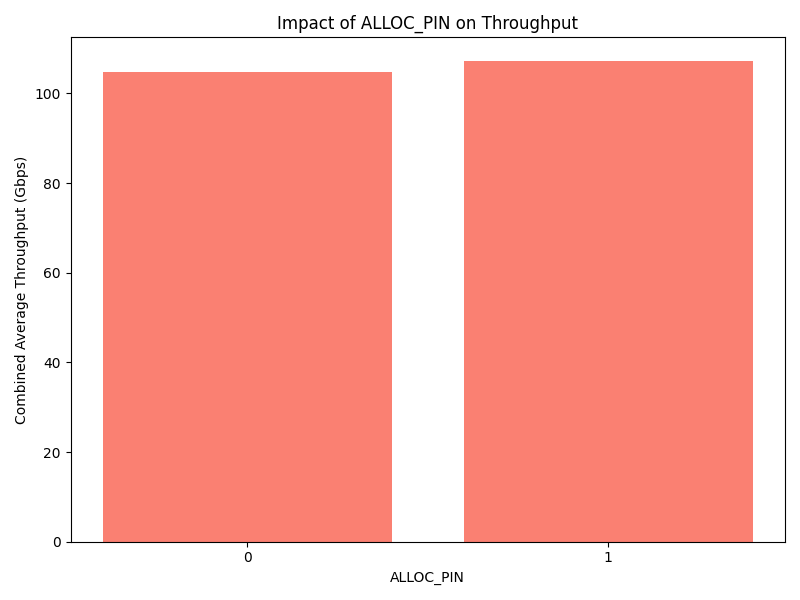 Impact of ALLOC_PIN on Throughput
Combined Average Throughput (Gbps)
100
80
60
40
20
0
0 1
ALLOC_PIN